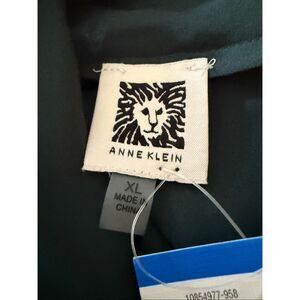 ANNE KLEIN
XL
MADE IN
CHINA
10854977-958